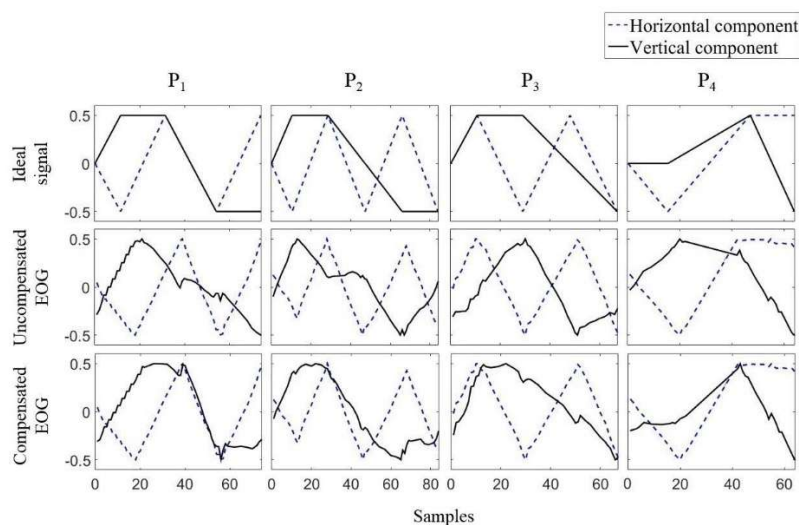 Horizontal component
Vertical component
P1 P2 P3 P4
Ideal
signal
0.5
0
-0.5
Uncompensated
EOG
0.5
0
-0.5
Compensated
EOG
0.5
0
-0.5
0 20 40 60 0 20 40 60 80 0 20 40 60 0 20 40 60
Samples